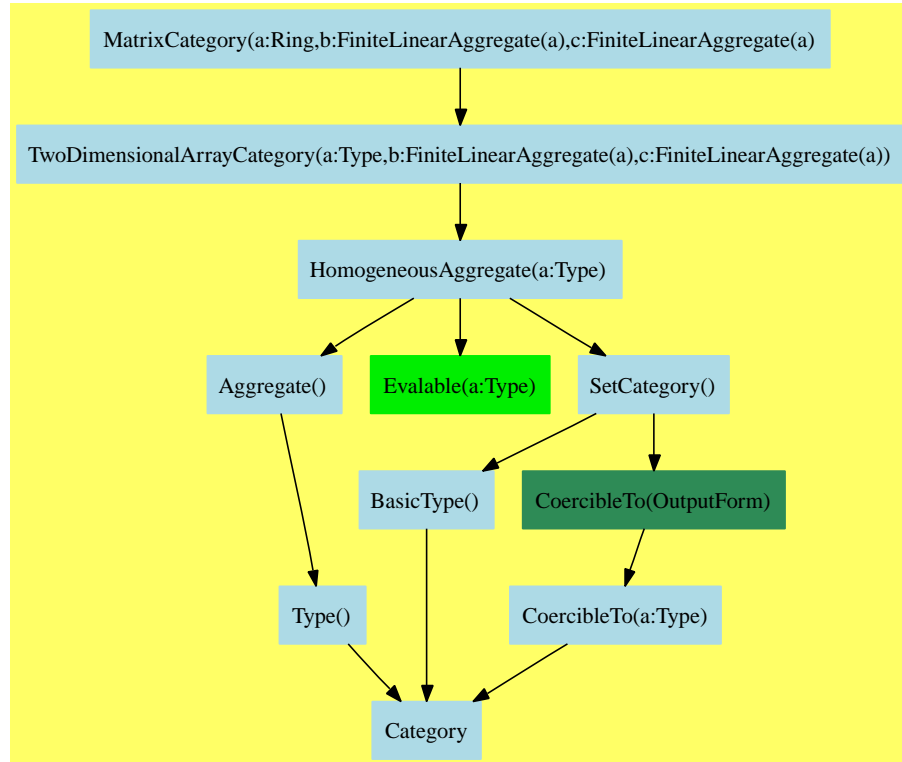 MatrixCategory(a:Ring,b:FiniteLinearAggregate(a),c:FiniteLinearAggregate(a)
TwoDimensionalArrayCategory(a:Type,b:FiniteLinearAggregate(a),c:FiniteLinearAggregate(a))
HomogeneousAggregate(a:Type)
Aggregate()
Evalable(a:Type)
SetCategory()
BasicType()
CoercibleTo(OutputForm)
Type()
CoercibleTo(a:Type)
Category